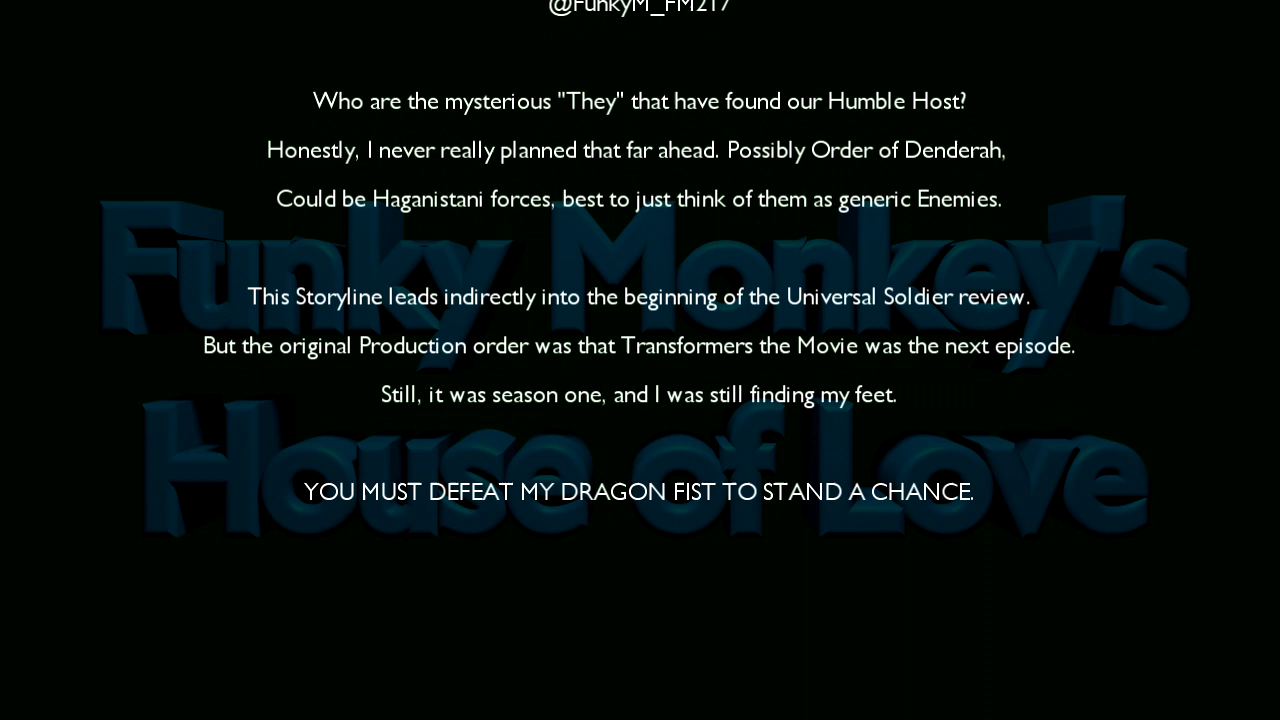 @FunkyM_FM217
Who are the mysterious "They" that have found our Humble Host?
Honestly, I never really planned that far ahead. Possibly Order of Denderah,
Could be Haganistani forces, best to just think of them as generic Enemies.
Funky Monkey's
This Storyline leads indirectly into the beginning of the Universal Soldier review.
But the original Production order was that Transformers the Movie was the next episode.
Still, it was season one, and I was still finding my feet.
House of Love
YOU MUST DEFEAT MY DRAGON FIST TO STAND A CHANCE.